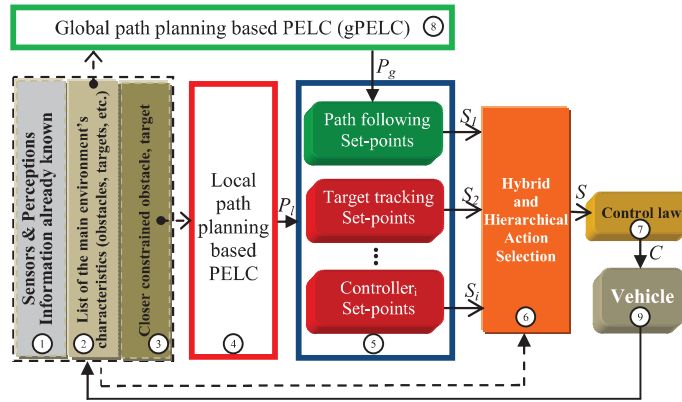 Global path planning based PELC (gPELC) 8
P_g
Sensors & Perceptions
Information already known
1
List of the main environment's
characteristics (obstacles, targets, etc.)
2
Closer constrained obstacle, target
3
Local
path
planning
based
PELC
4
P_l
Path following
Set-points
Target tracking
Set-points
Controller_i
Set-points
5
S_1
S_2
S_i
Hybrid
and
Hierarchical
Action
Selection
6
S
Control law
7
C
Vehicle
9